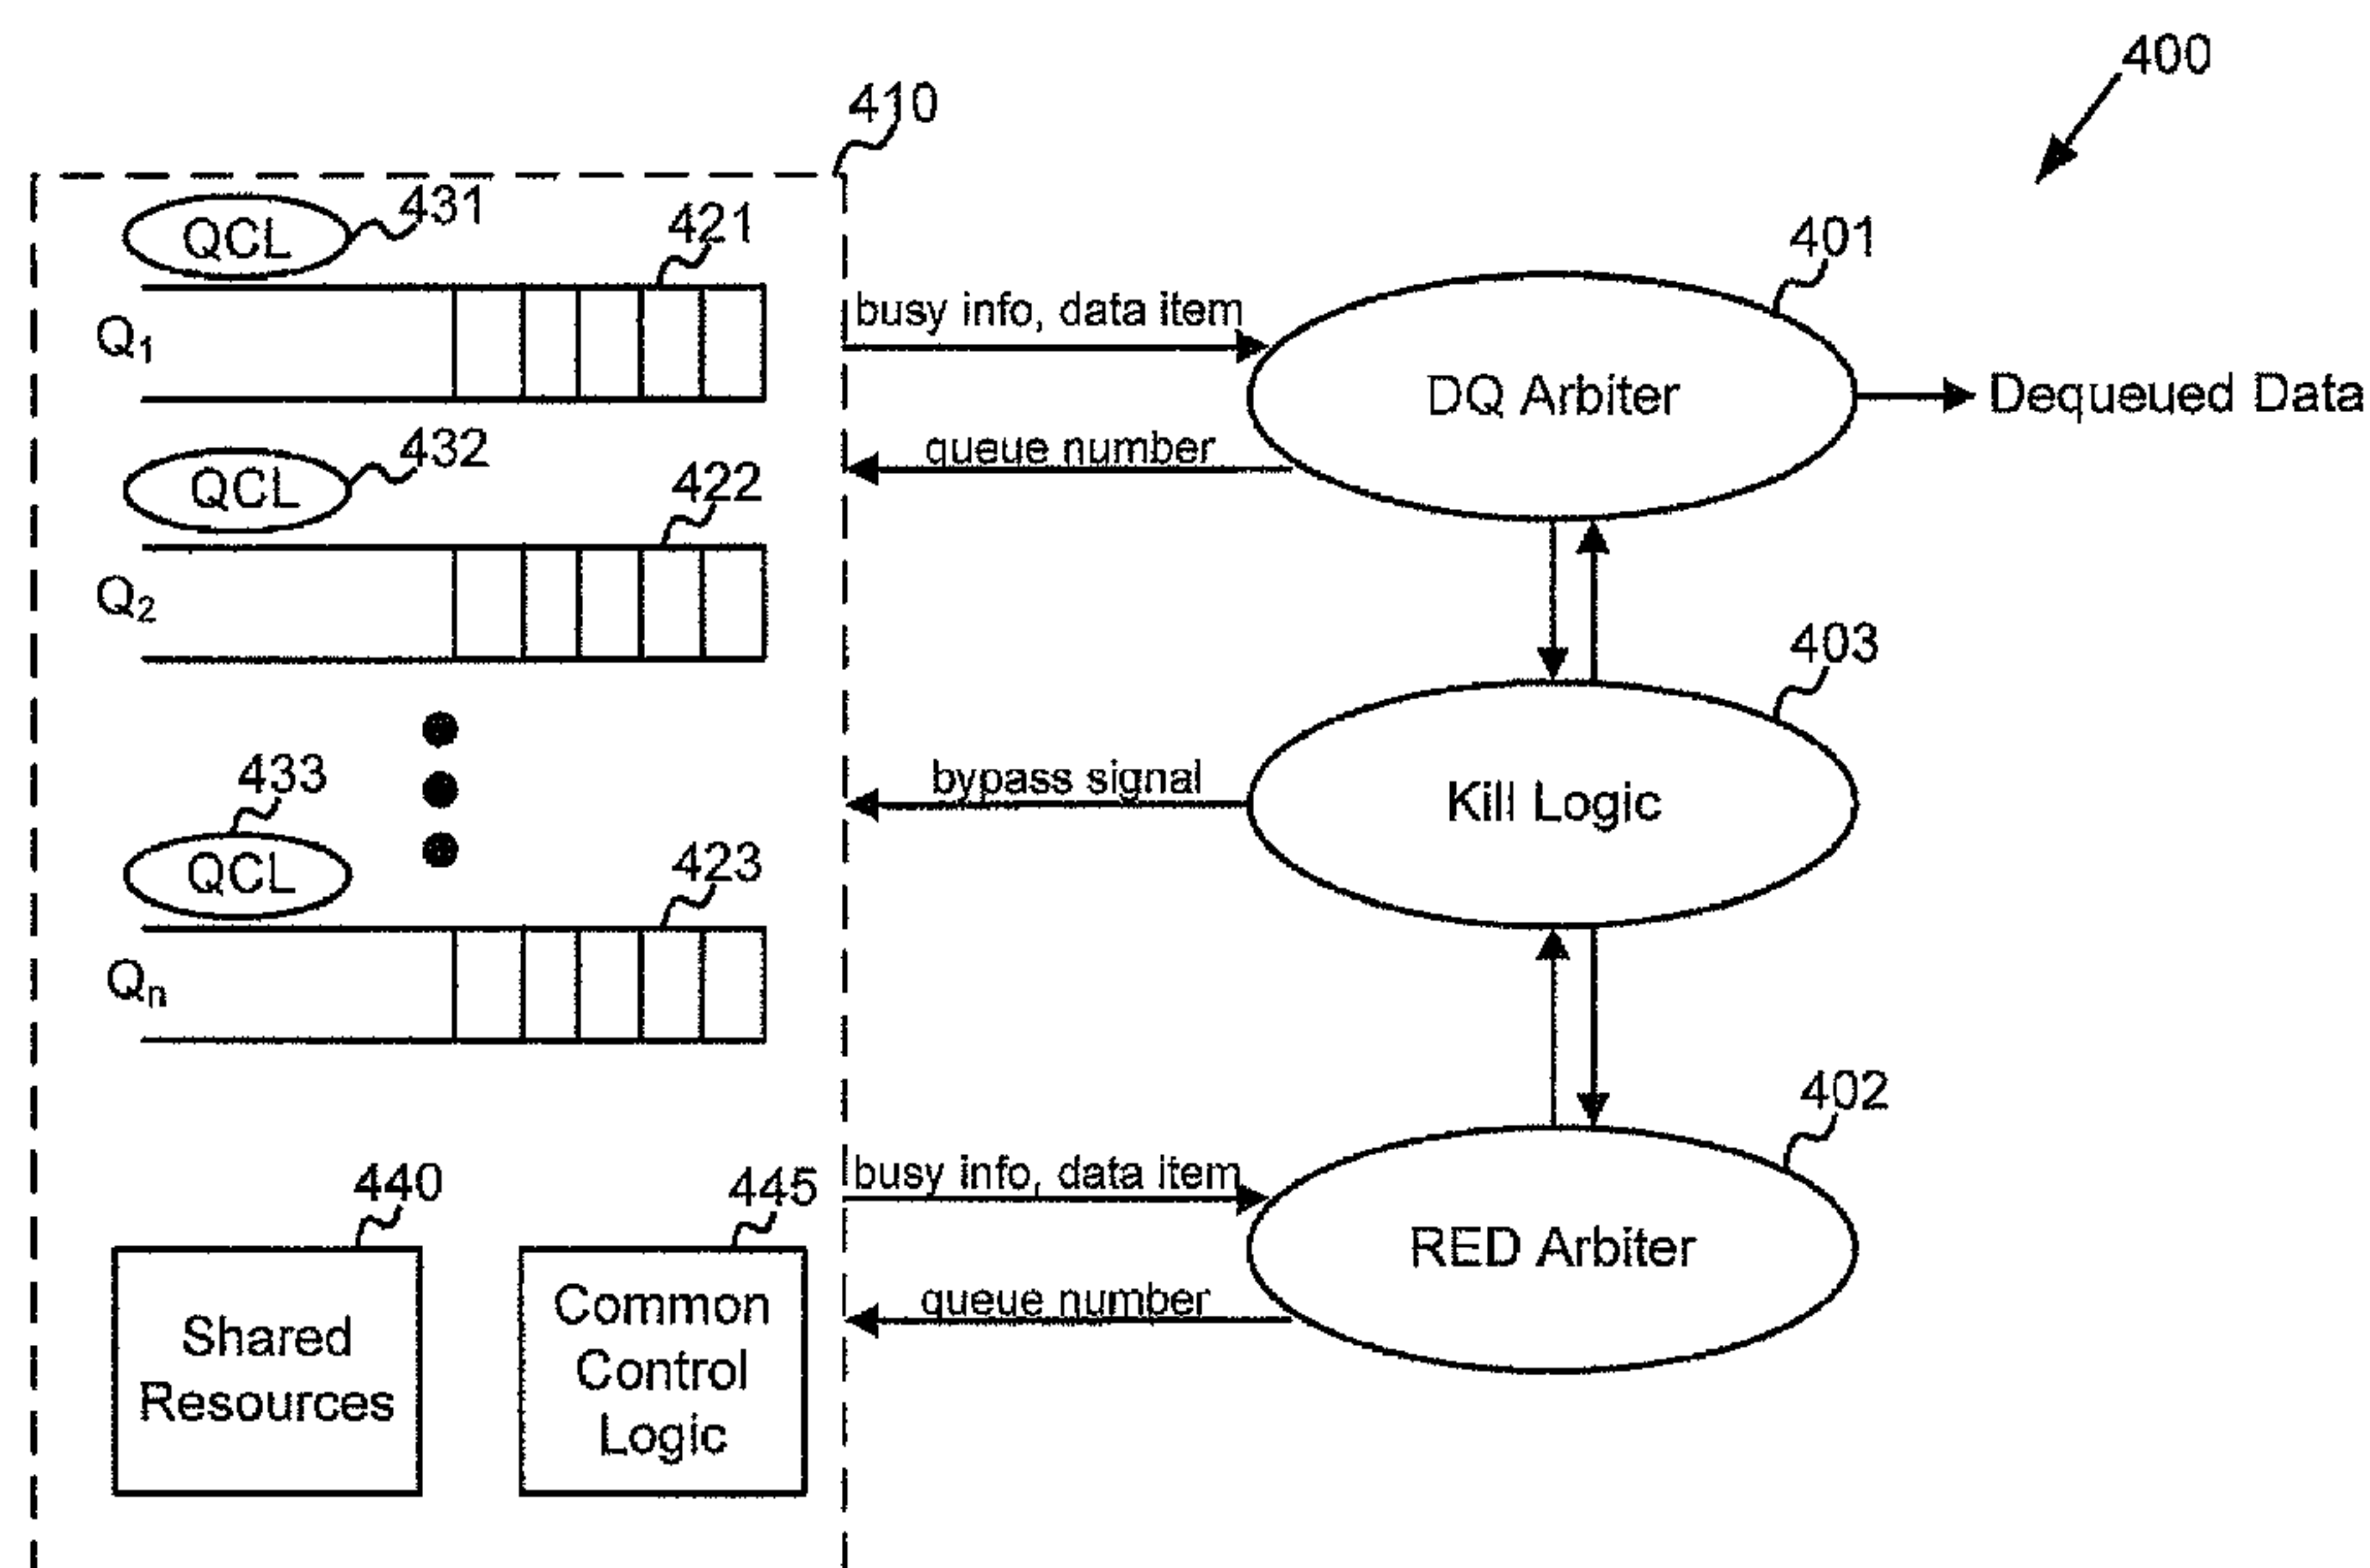 400
410
QCL 431
421
401
busy info, data item
Q1
DQ Arbiter
Dequeued Data
queue number
QCL 432
422
Q2
403
bypass signal
Kill Logic
433
QCL
423
Qn
402
440
445
busy info, data item
RED Arbiter
queue number
Shared
Resources
Common
Control
Logic